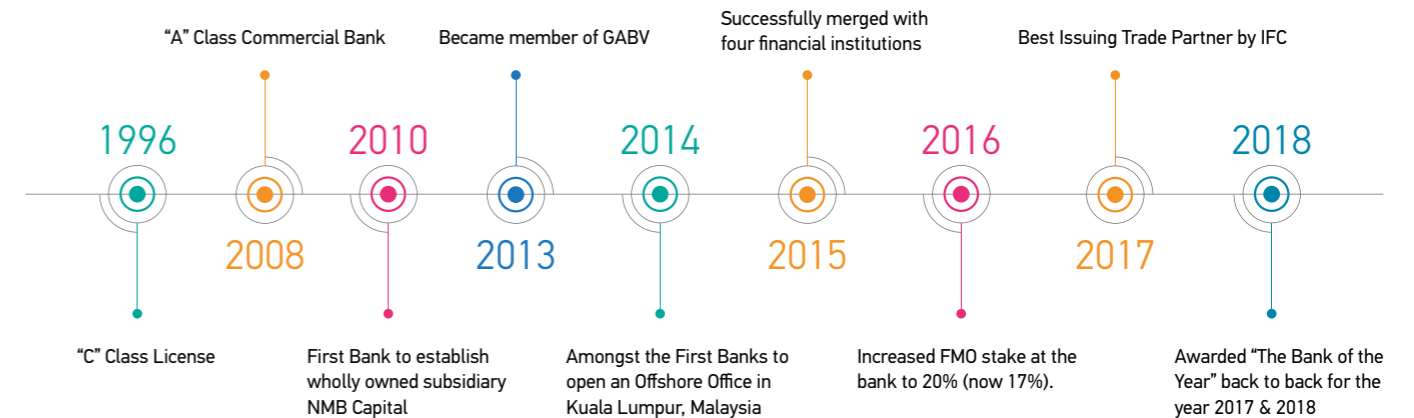 "A" Class Commercial Bank
Became member of GABV
Successfully merged with
four financial institutions
Best Issuing Trade Partner by IFC
1996
2010
2014
2016
2018
2008
2013
2015
2017
"C" Class License
First Bank to establish
wholly owned subsidiary
NMB Capital
Amongst the First Banks to
open an Offshore Office in
Kuala Lumpur, Malaysia
Increased FMO stake at the
bank to 20% (now 17%).
Awarded “The Bank of the
Year” back to back for the
year 2017 & 2018